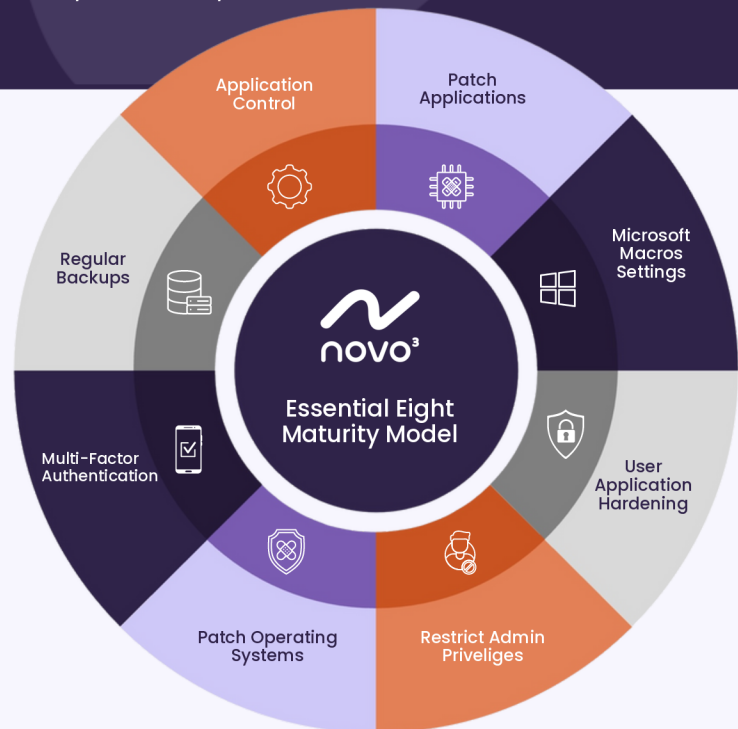 Application
Control
Patch
Applications
Microsoft
Macros
Settings
User
Application
Hardening
Restrict Admin
Priveliges
Patch Operating
Systems
Multi-Factor
Authentication
Regular
Backups
novo³
Essential Eight
Maturity Model